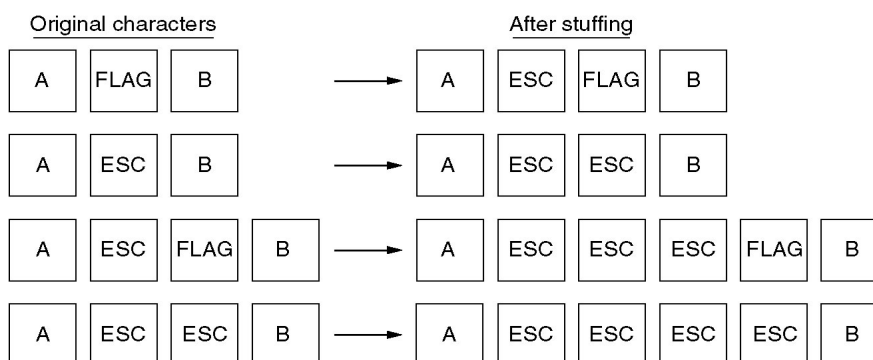 Original characters After stuffing
A FLAG B A ESC FLAG B
A ESC B A ESC ESC B
A ESC FLAG B A ESC ESC ESC FLAG B
A ESC ESC B A ESC ESC ESC ESC B